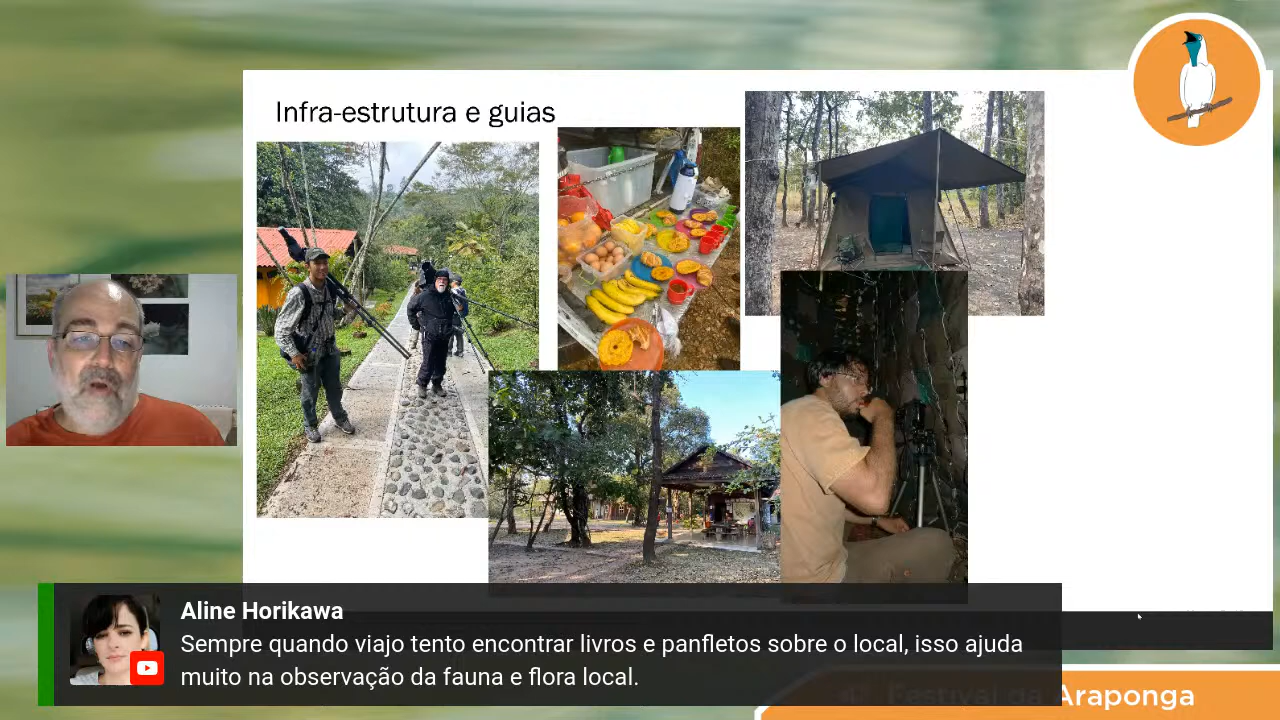 Infra-estrutura e guias
Aline Horikawa
Sempre quando viajo tento encontrar livros e panfletos sobre o local, isso ajuda
muito na observação da fauna e flora local.
Festival da Araponga